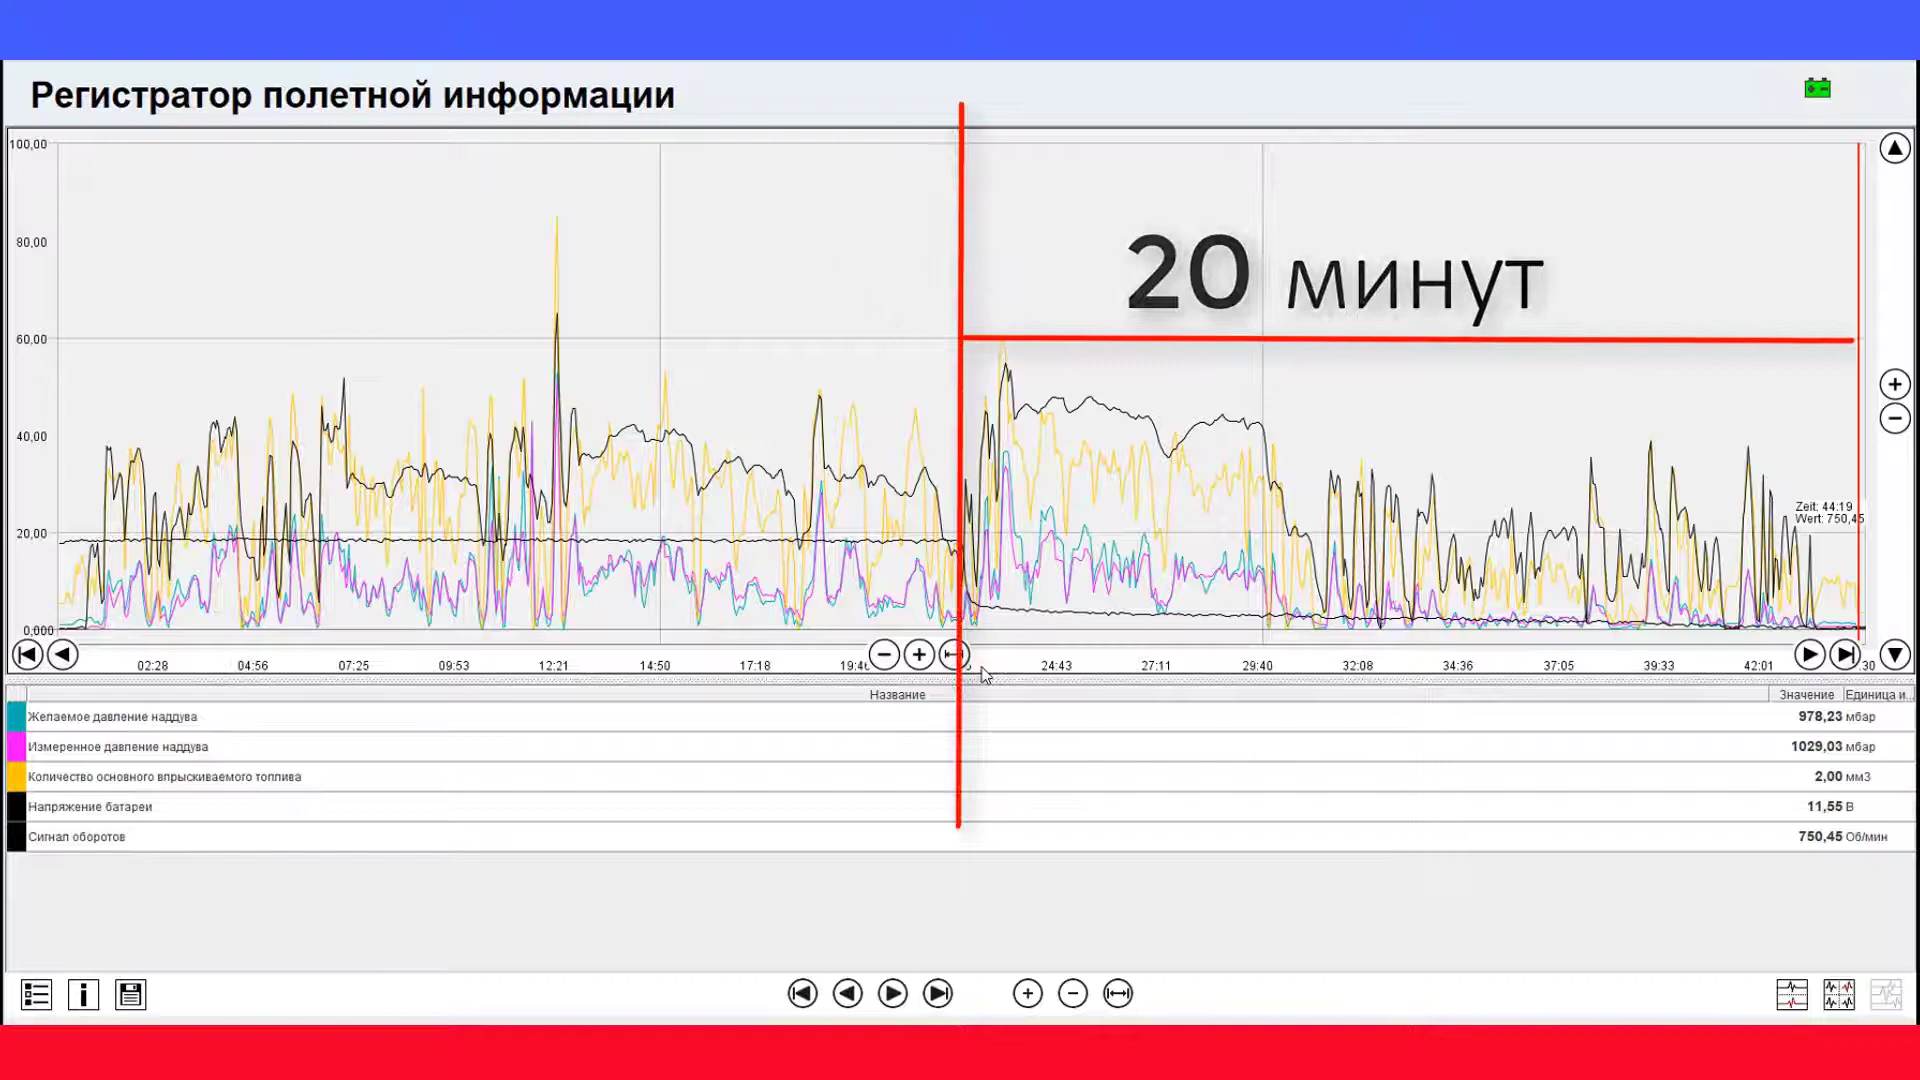 Регистратор полетной информации
100,00
80,00
20 минут
60,00
40,00
20,00
Zeit: 44:19
Wert: 750,45
0,000
02:28 04:56 07:25 09:53 12:21 14:50 17:18 24:43 27:11 29:40 32:08 34:36 37:05 39:33 42:01
Название Значение Единица и...
Желаемое давление наддува 978,23 мбар
Измеренное давление наддува 1029,03 мбар
Количество основного впрыскиваемого топлива 2,00 мм3
Напряжение батареи 11,55 В
Сигнал оборотов 750,45 Об/мин